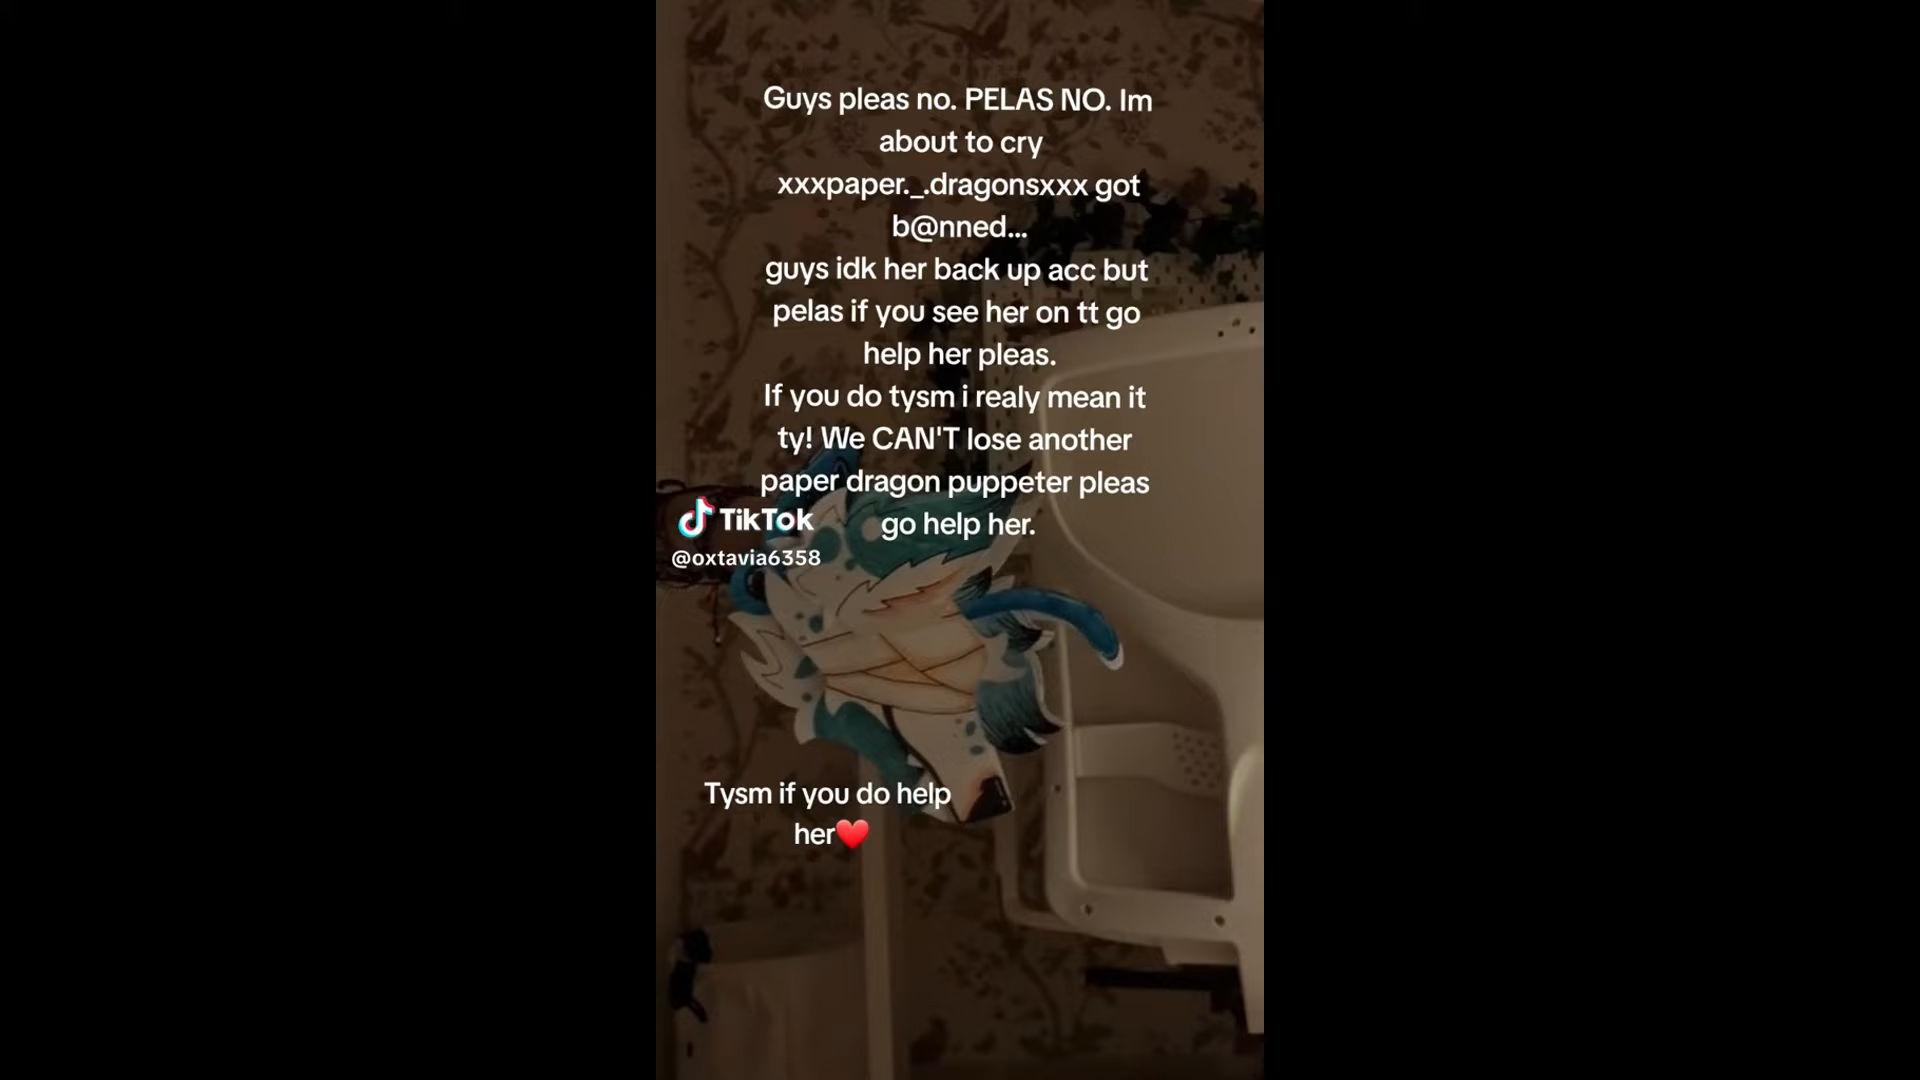 Guys pleas no. PELAS NO. Im
about to cry
xxxpaper._.dragonsxxx got
b@nned...
guys idk her back up acc but
pelas if you see her on tt go
help her pleas.
If you do tysm i realy mean it
ty! We CAN'T lose another
paper dragon puppeter pleas
go help her.
TikTok
@oxtavia6358
Tysm if you do help
her❤️